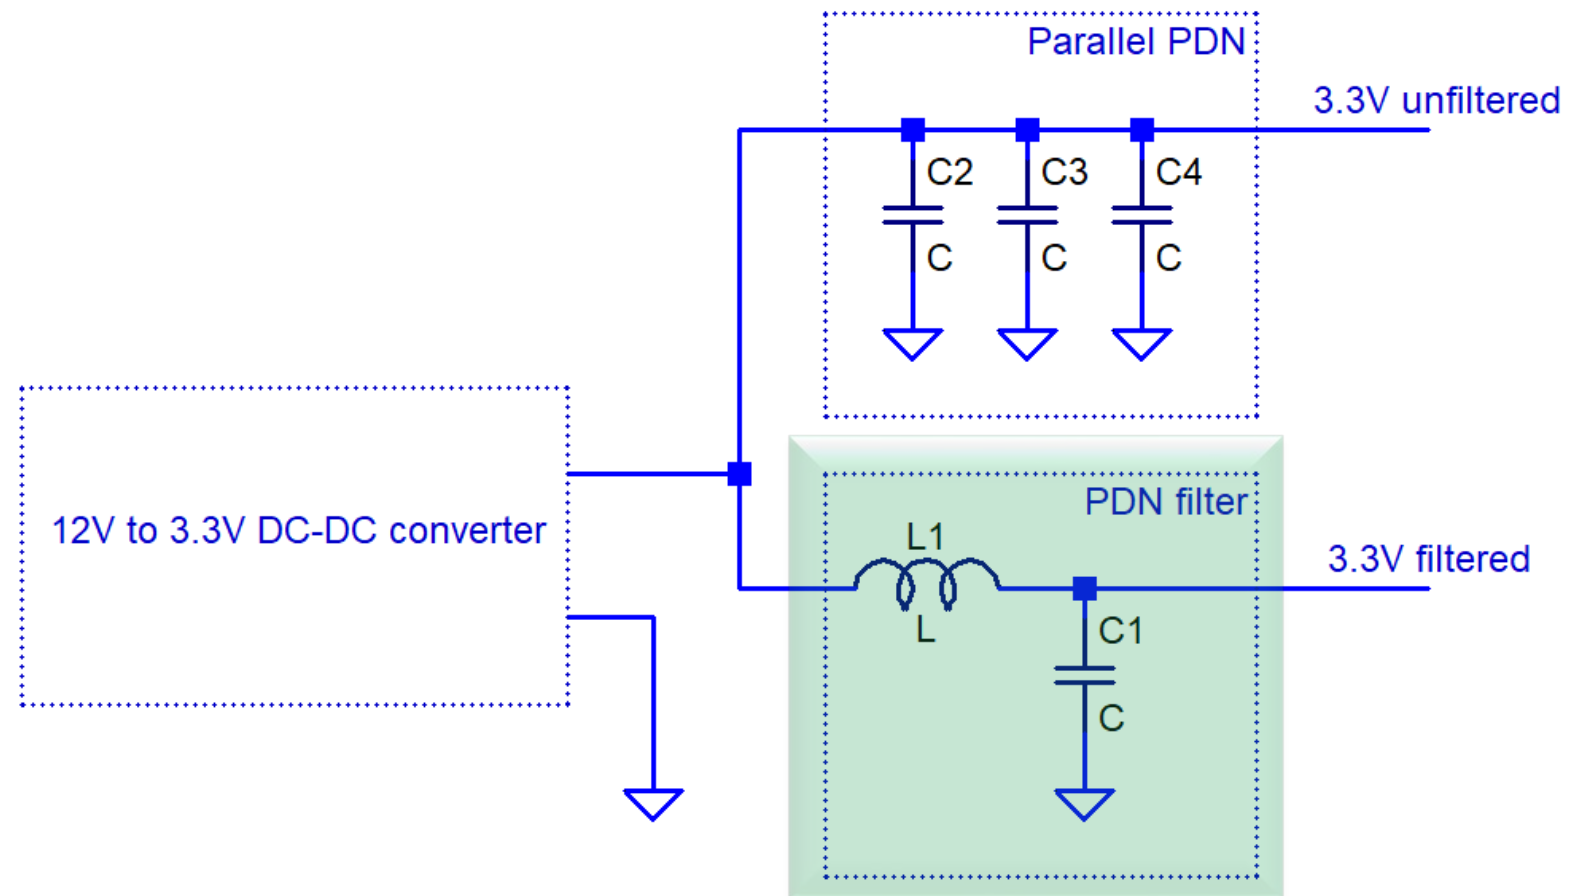 Parallel PDN
3.3V unfiltered
C2
C3
C4
C
C
C
12V to 3.3V DC-DC converter
PDN filter
L1
L
3.3V filtered
C1
C